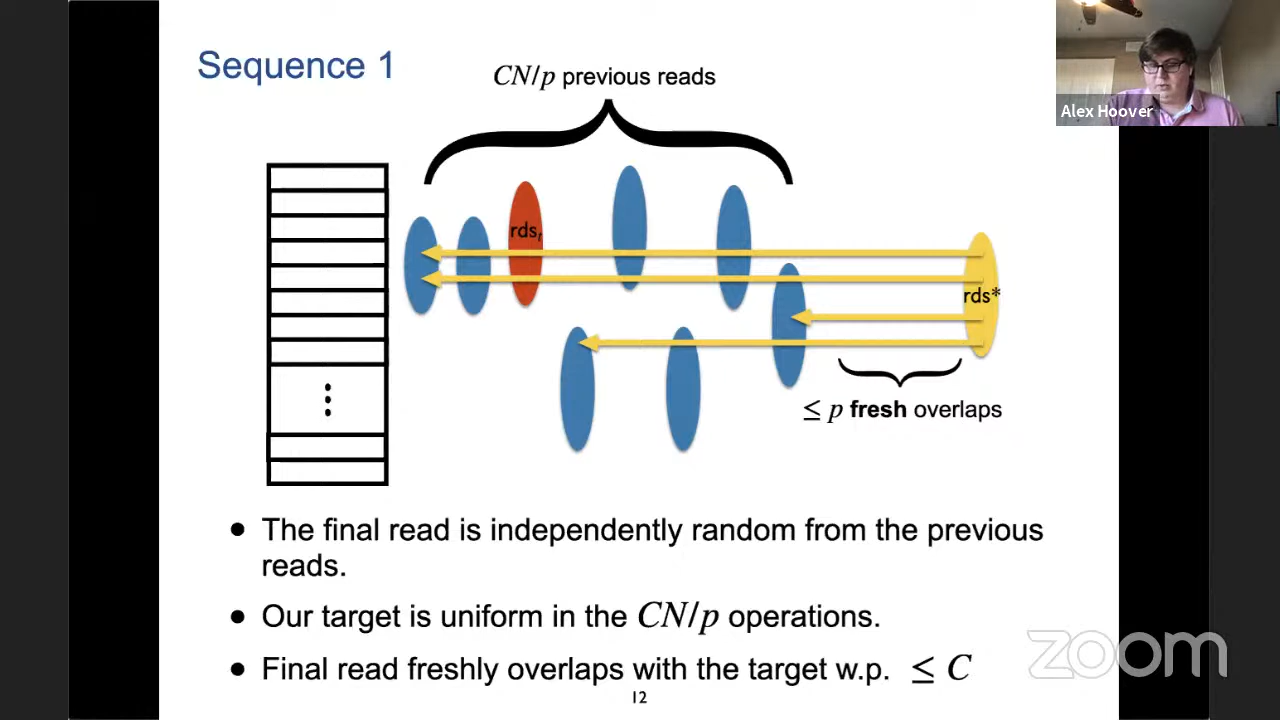 Sequence 1
CN/p previous reads
Alex Hoover
rdsₜ
rds*
≤ p fresh overlaps
● The final read is independently random from the previous
reads.
● Our target is uniform in the CN/p operations.
● Final read freshly overlaps with the target w.p. ≤ C
zoom
12